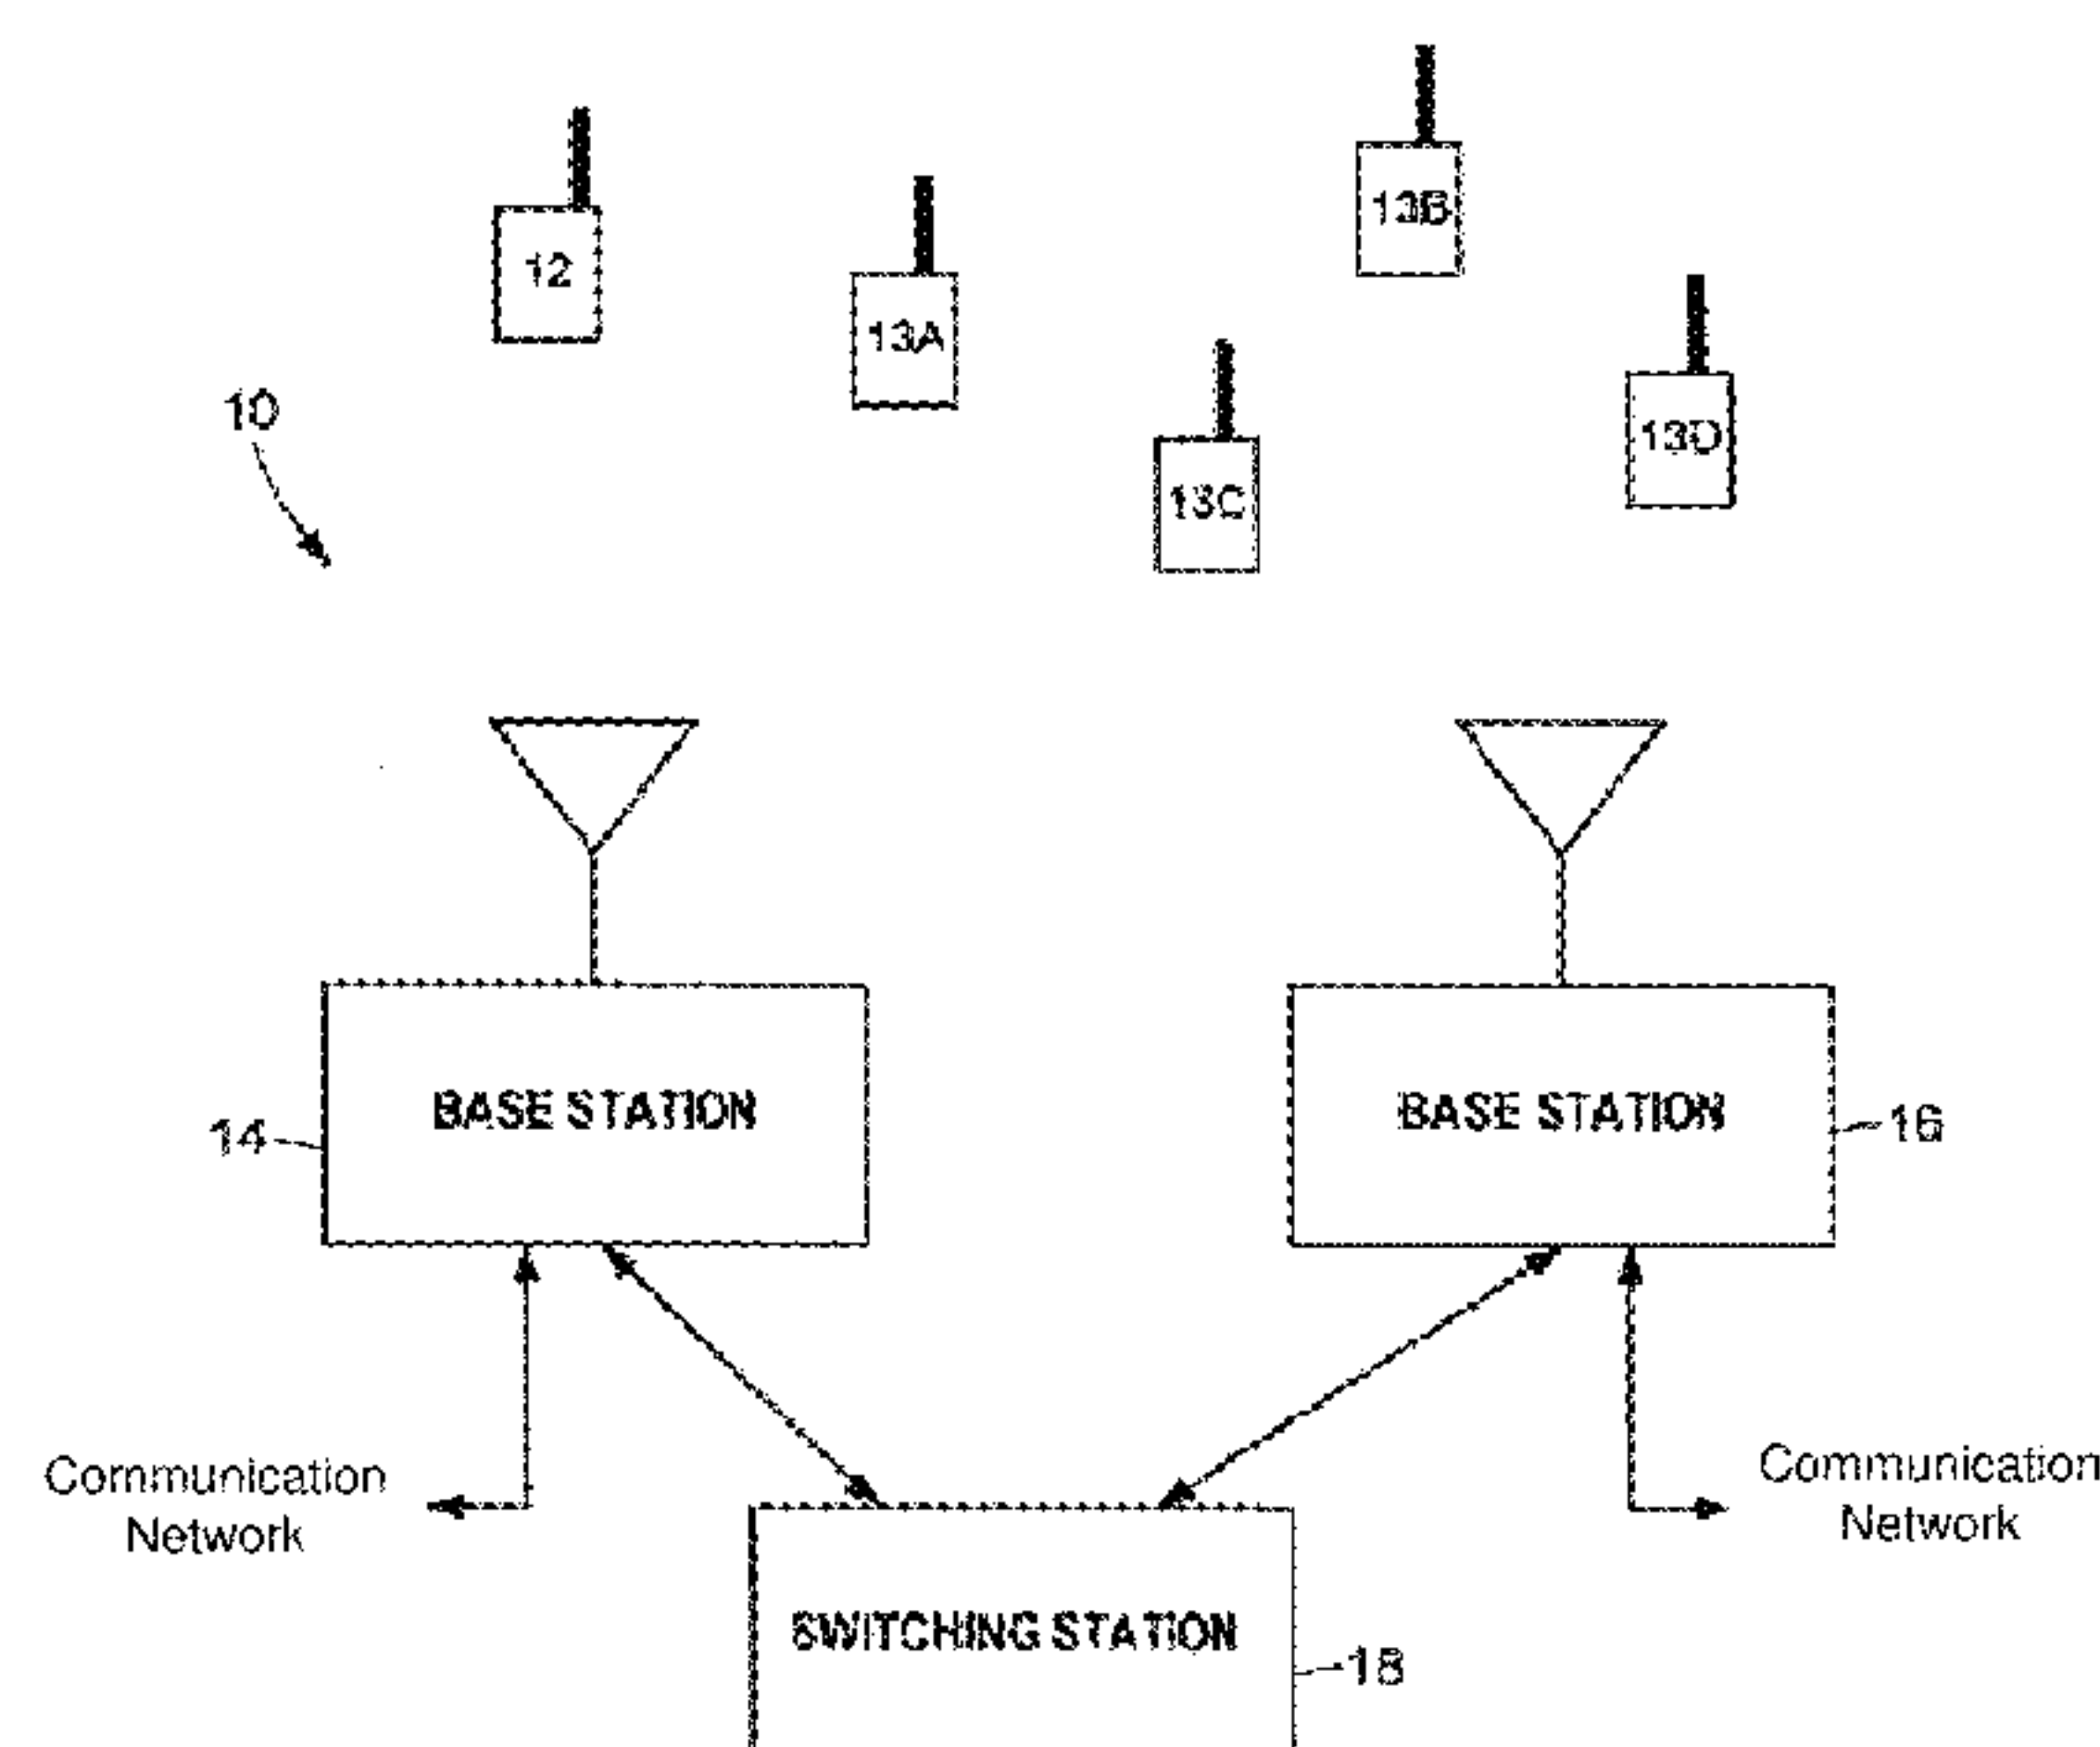 13B
12
13A
10
13D
13C
BASE STATION
BASE STATION
14
16
Communication
Network
Communication
Network
SWITCHING STATION
18